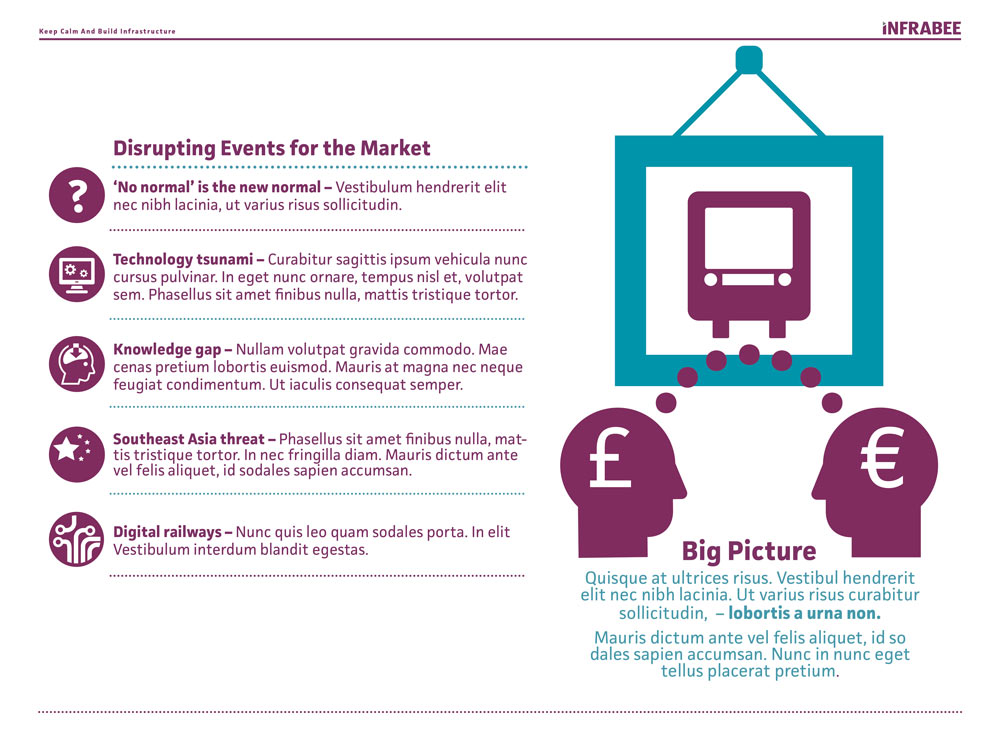 Keep Calm And Build Infrastructure
iNFRABEE
Disrupting Events for the Market
‘No normal’ is the new normal – Vestibulum hendrerit elit
nec nibh lacinia, ut varius risus sollicitudin.
Technology tsunami – Curabitur sagittis ipsum vehicula nunc
cursus pulvinar. In eget nunc ornare, tempus nisl et, volutpat
sem. Phasellus sit amet finibus nulla, mattis tristique tortor.
Knowledge gap – Nullam volutpat gravida commodo. Mae
cenas pretium lobortis euismod. Mauris at magna nec neque
feugiat condimentum. Ut iaculis consequat semper.
Southeast Asia threat – Phasellus sit amet finibus nulla, mat-
tis tristique tortor. In nec fringilla diam. Mauris dictum ante
vel felis aliquet, id sodales sapien accumsan.
Digital railways – Nunc quis leo quam sodales porta. In elit
Vestibulum interdum blandit egestas.
£ €
Big Picture
Quisque at ultrices risus. Vestibul hendrerit
elit nec nibh lacinia. Ut varius risus curabitur
sollicitudin,  – lobortis a urna non.
Mauris dictum ante vel felis aliquet, id so
dales sapien accumsan. Nunc in nunc eget
tellus placerat pretium.